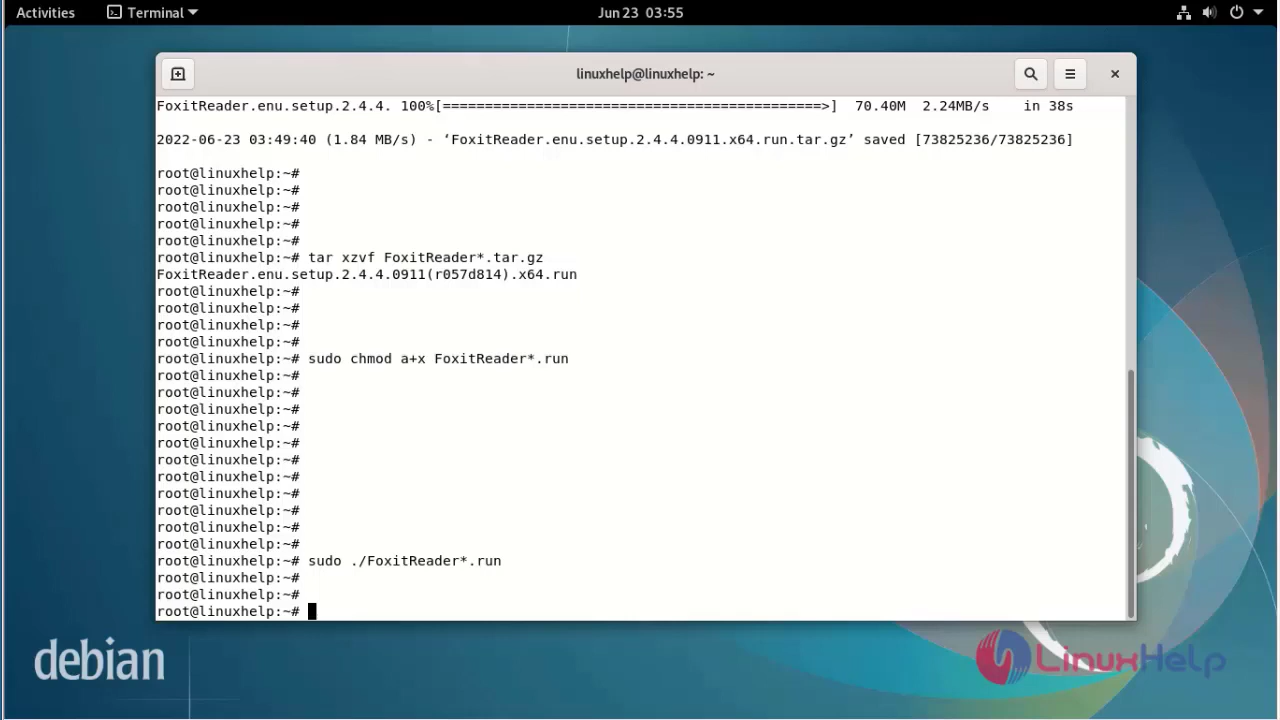 Activities Terminal Jun 23 03:55
linuxhelp@linuxhelp: ~
FoxitReader.enu.setup.2.4.4. 100%[=============================================>] 70.40M 2.24MB/s in 38s
2022-06-23 03:49:40 (1.84 MB/s) - ‘FoxitReader.enu.setup.2.4.4.0911.x64.run.tar.gz’ saved [73825236/73825236]
root@linuxhelp:~#
root@linuxhelp:~#
root@linuxhelp:~#
root@linuxhelp:~#
root@linuxhelp:~#
root@linuxhelp:~# tar xzvf FoxitReader*.tar.gz
FoxitReader.enu.setup.2.4.4.0911(r057d814).x64.run
root@linuxhelp:~#
root@linuxhelp:~#
root@linuxhelp:~#
root@linuxhelp:~#
root@linuxhelp:~# sudo chmod a+x FoxitReader*.run
root@linuxhelp:~#
root@linuxhelp:~#
root@linuxhelp:~#
root@linuxhelp:~#
root@linuxhelp:~#
root@linuxhelp:~#
root@linuxhelp:~#
root@linuxhelp:~#
root@linuxhelp:~#
root@linuxhelp:~#
root@linuxhelp:~#
root@linuxhelp:~# sudo ./FoxitReader*.run
root@linuxhelp:~#
root@linuxhelp:~#
root@linuxhelp:~#
debian
LinuxHelp